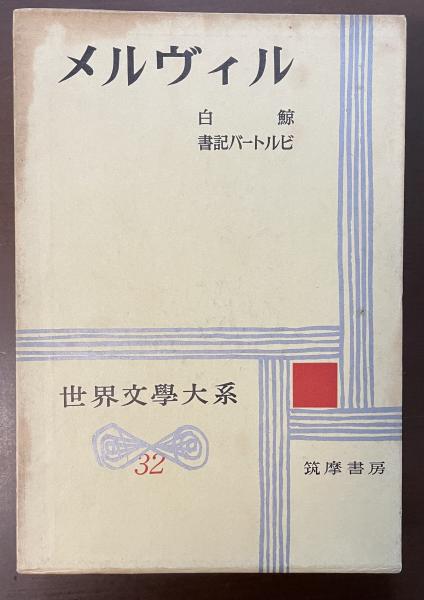 メルヴィル
白鯨
書記バートルビ
世界文學大系
32
筑摩書房